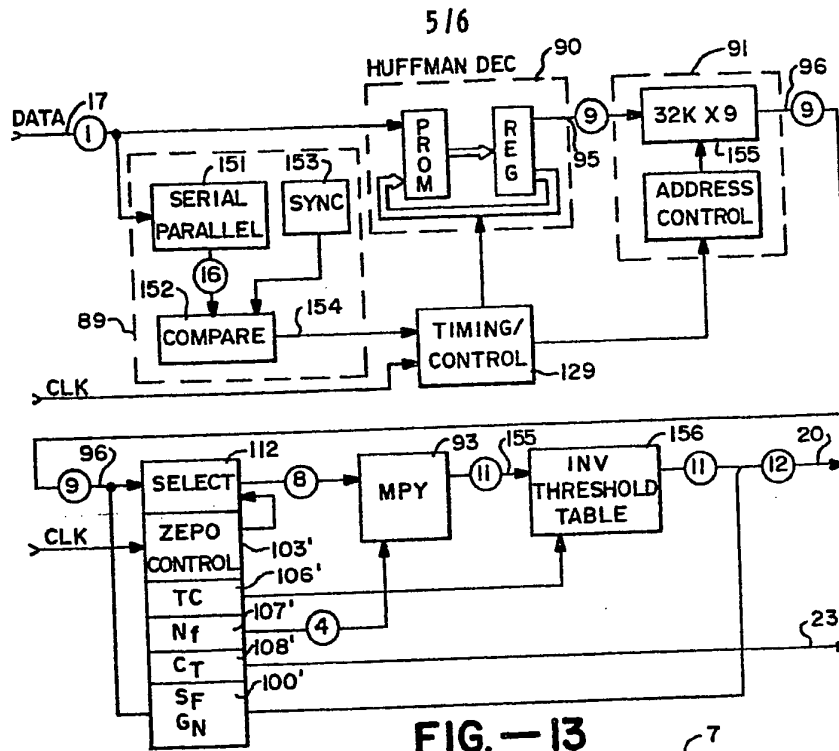 5/6
HUFFMAN DEC
90
91
96
DATA
17
1
PROM
REG
9
95
32K X 9
155
9
151
SERIAL
PARALLEL
153
SYNC
ADDRESS
CONTROL
16
152
COMPARE
154
89
TIMING/
CONTROL
129
CLK
9
96
112
SELECT
8
93
MPY
11
155
156
INV
THRESHOLD
TABLE
11
12
20
CLK
ZEPO
CONTROL
103'
TC
106'
Nf
107'
4
CT
108'
23
SF
GN
100'
FIG.—13
7